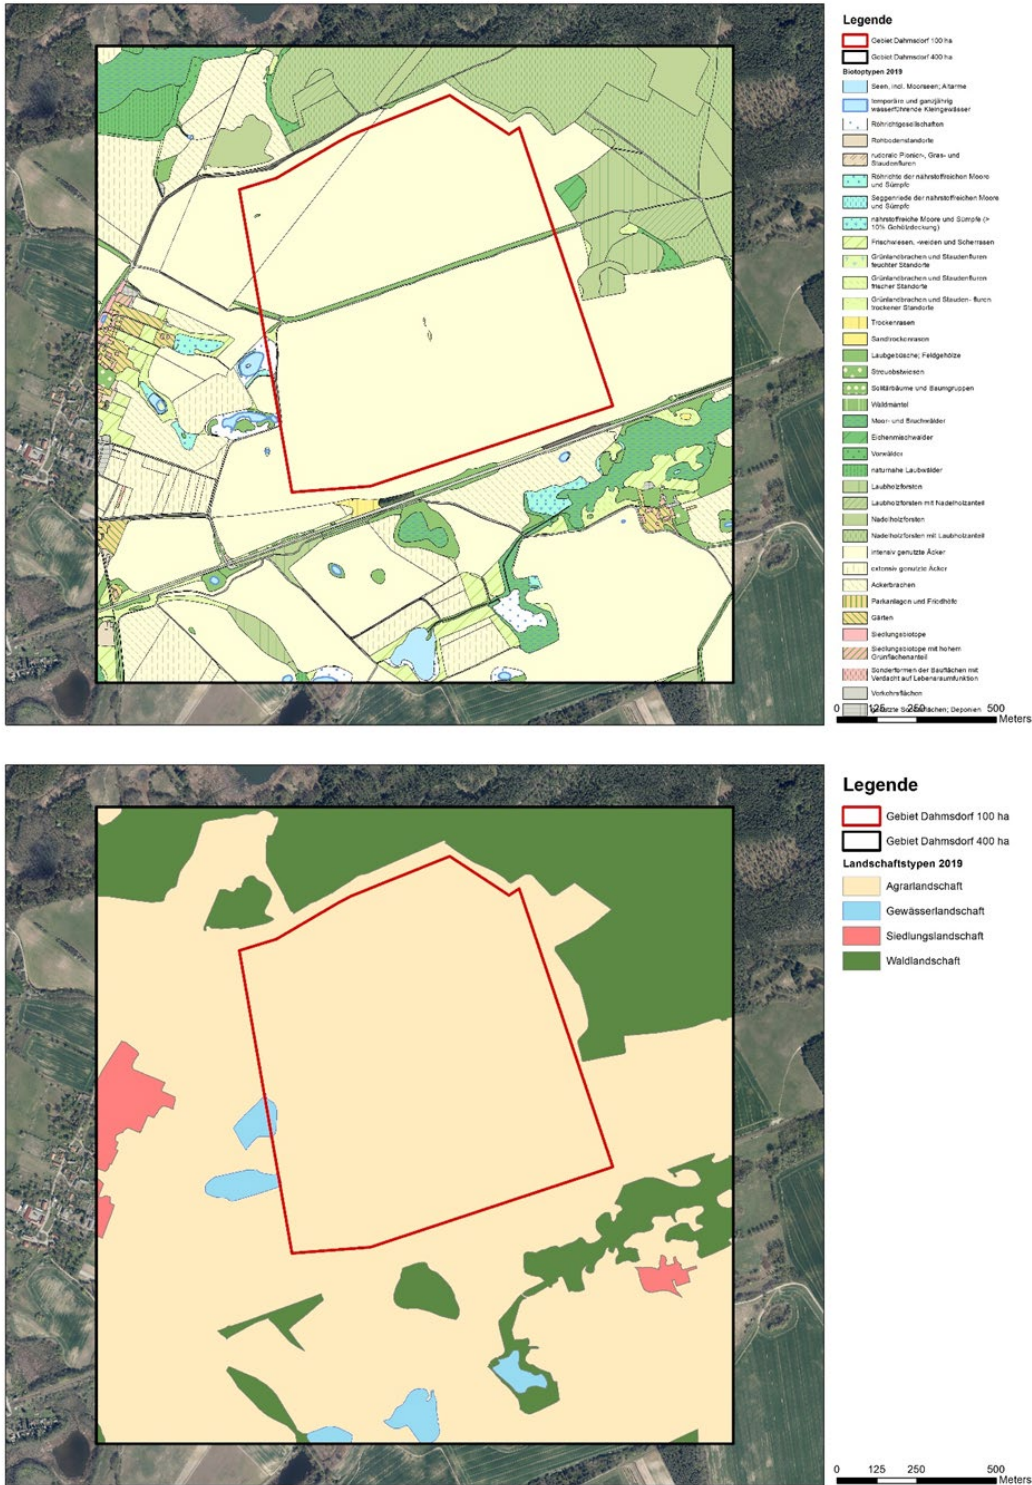 Legende
Gebiet Dahmsdorf 100 ha
Gebiet Dahmsdorf 400 ha
Biotoptypen 2019
Seen, incl. Moorseen; Altarme
temporäre und ganzjährig
wasserführende Kleingewässer
Röhrichtgesellschaften
Rohbodenstandorte
ruderale Pionier-, Gras- und
Staudenfluren
Röhrichte der nährstoffreichen Moore
und Sümpfe
Seggenriede der nährstoffreichen Moore
und Sümpfe
nährstoffreiche Moore und Sümpfe (>
10% Gehölzdeckung)
Frischwiesen, -weiden und Scherrasen
Grünlandbrachen und Staudenfluren
feuchter Standorte
Grünlandbrachen und Staudenfluren
frischer Standorte
Grünlandbrachen und Stauden- fluren
trockener Standorte
Trockenrasen
Sandtrockenrasen
Laubgebüsche; Feldgehölze
Streuobstwiesen
Solitärbäume und Baumgruppen
Waldmäntel
Moor- und Bruchwälder
Eichenmischwälder
Vorwälder
naturnahe Laubwälder
Laubholzforsten
Laubholzforsten mit Nadelholzanteil
Nadelholzforsten
Nadelholzforsten mit Laubholzanteil
intensiv genutzte Äcker
extensiv genutzte Äcker
Ackerbrachen
Parkanlagen und Friedhöfe
Gärten
Siedlungsbiotope
Siedlungsbiotope mit hohem
Grünflächenanteil
Sonderformen der Bauflächen mit
Verdacht auf Lebensraumfunktion
Verkehrsflächen
Deponien
0 125 250 500
Meters
Legende
Gebiet Dahmsdorf 100 ha
Gebiet Dahmsdorf 400 ha
Landschaftstypen 2019
Agrarlandschaft
Gewässerlandschaft
Siedlungslandschaft
Waldlandschaft
0 125 250 500
Meters